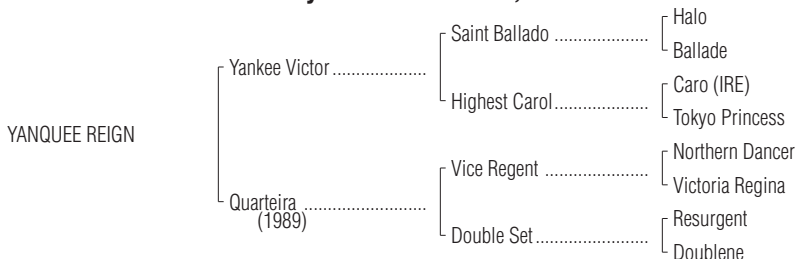 Halo
Saint Ballado ....................
Ballade
Yankee Victor....................
Caro (IRE)
Highest Carol....................
Tokyo Princess
YANQUEE REIGN
Northern Dancer
Vice Regent ......................
Victoria Regina
Quarteira ..........................
(1989)
Resurgent
Double Set........................
Doublene